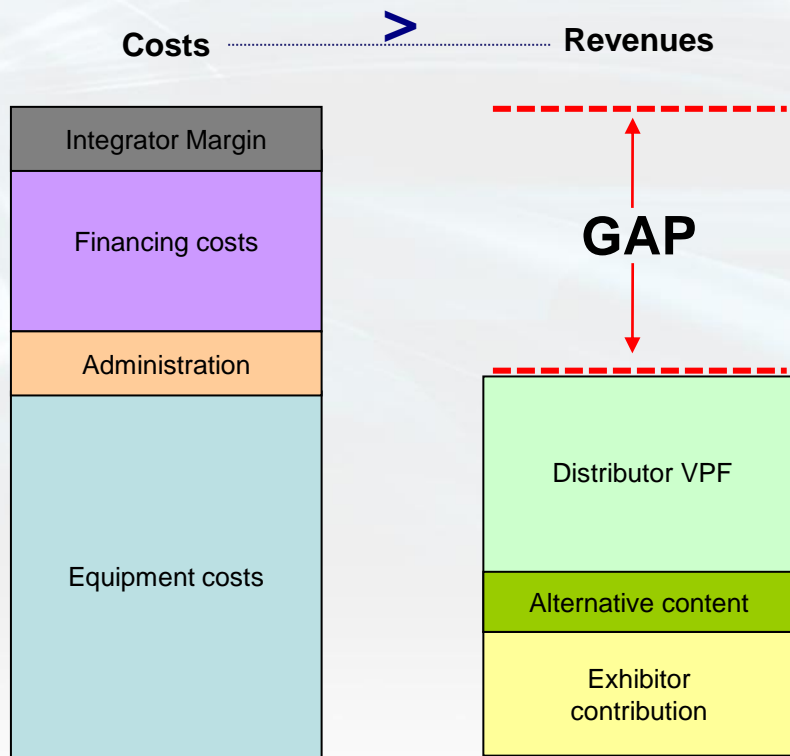 Costs > Revenues
Integrator Margin
Financing costs
Administration
Equipment costs
GAP
Distributor VPF
Alternative content
Exhibitor
contribution